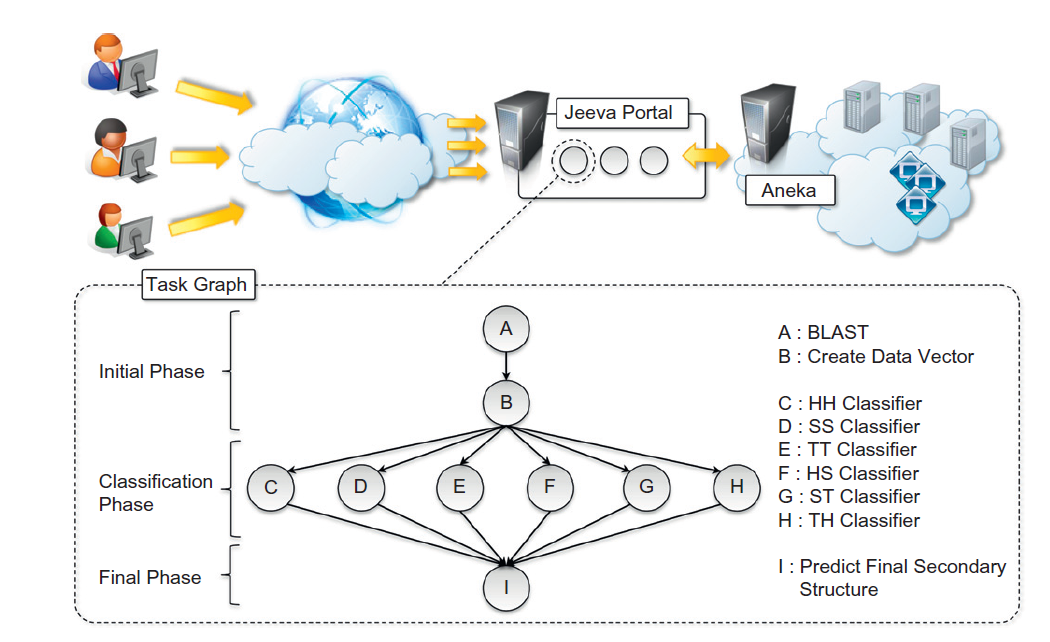 Jeeva Portal
Aneka
Task Graph
Initial Phase
Classification
Phase
Final Phase
A
B
C
D
E
F
G
H
I
A : BLAST
B : Create Data Vector
C : HH Classifier
D : SS Classifier
E : TT Classifier
F : HS Classifier
G : ST Classifier
H : TH Classifier
I : Predict Final Secondary
Structure